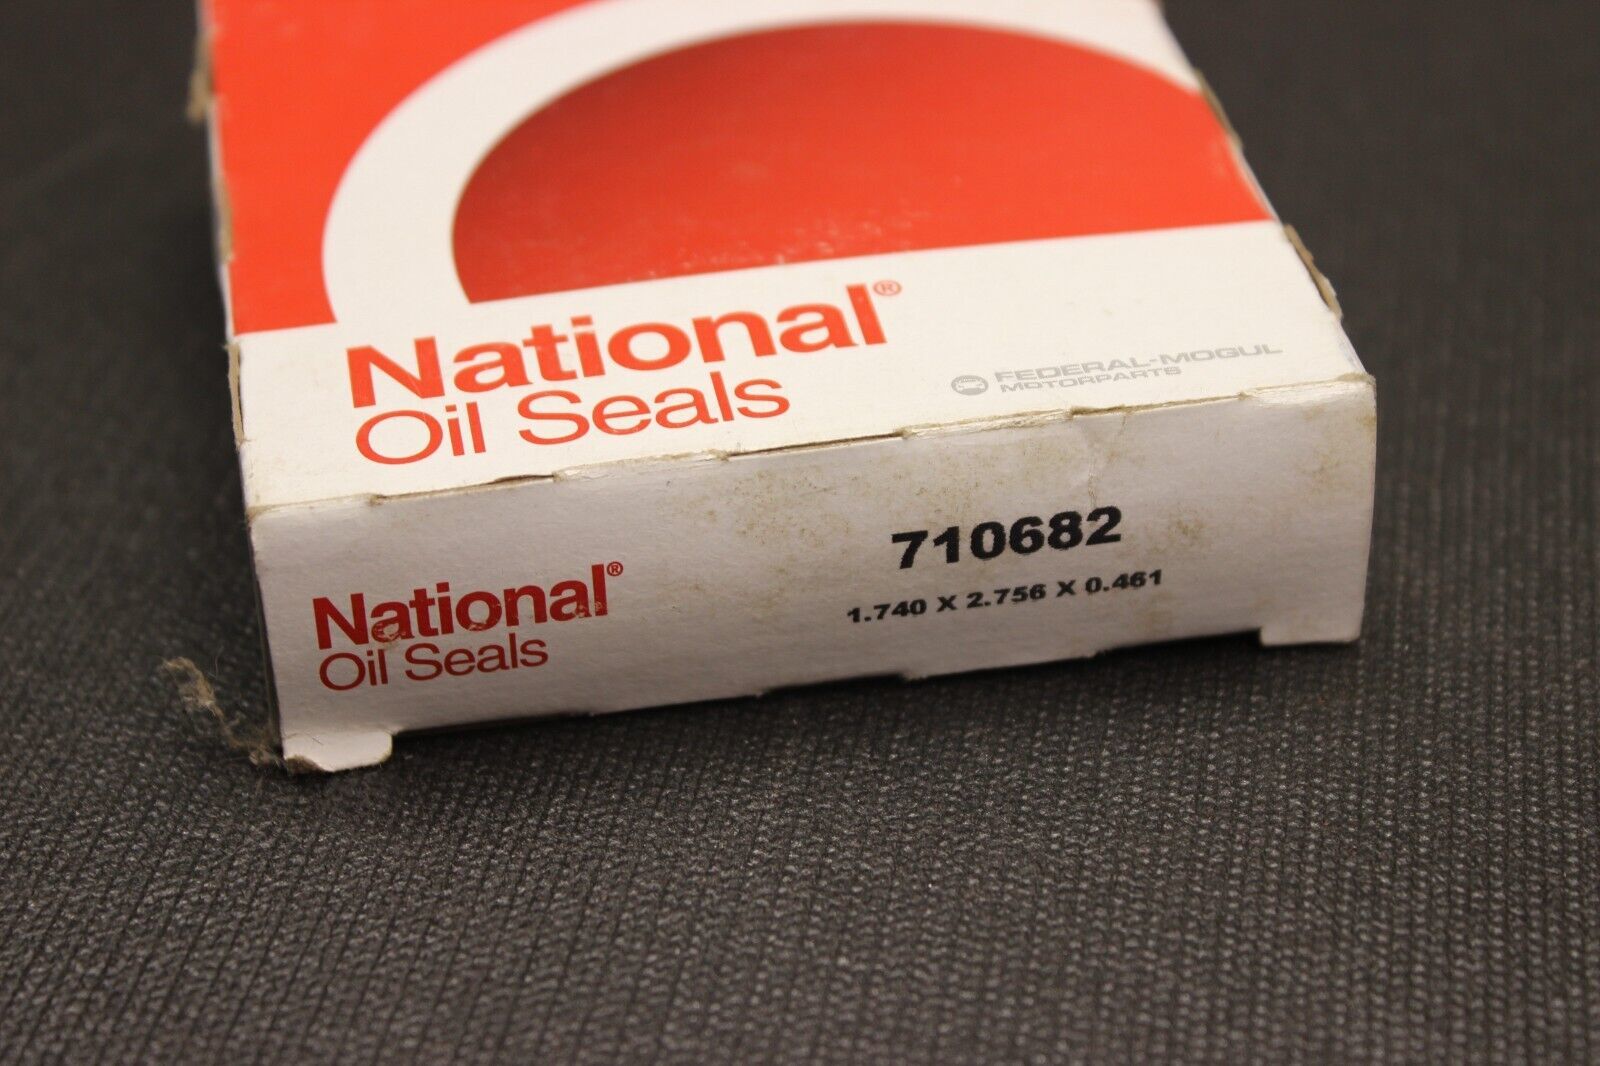 National®
Oil Seals
FEDERAL-MOGUL
MOTORPARTS
710682
1.740 X 2.756 X 0.461
National®
Oil Seals